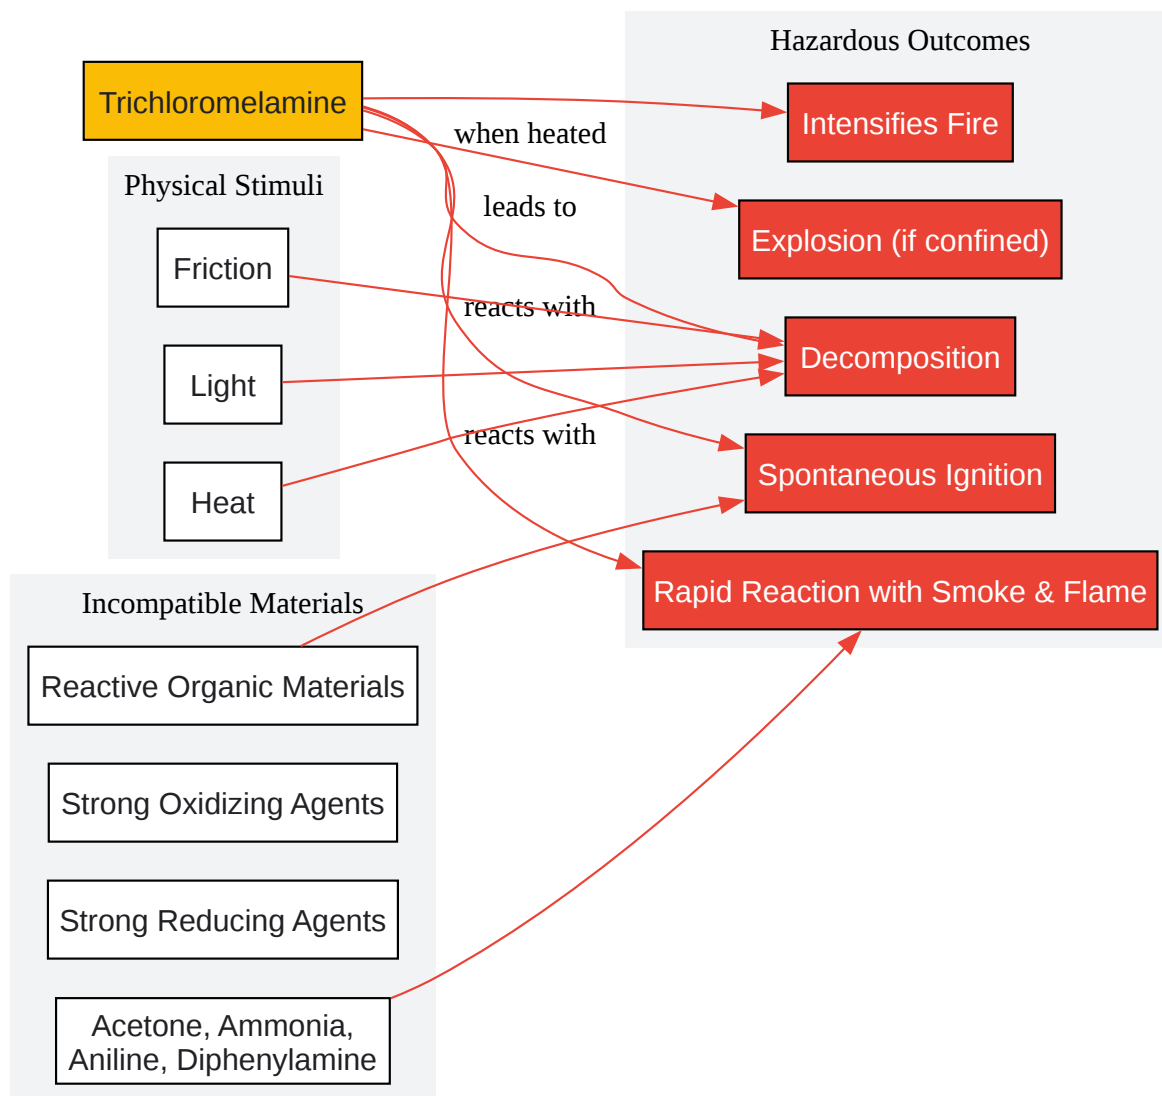 Trichloromelamine
Physical Stimuli
Friction
Light
Heat
Incompatible Materials
Reactive Organic Materials
Strong Oxidizing Agents
Strong Reducing Agents
Acetone, Ammonia,
Aniline, Diphenylamine
when heated
leads to
reacts with
reacts with
Hazardous Outcomes
Intensifies Fire
Explosion (if confined)
Decomposition
Spontaneous Ignition
Rapid Reaction with Smoke & Flame